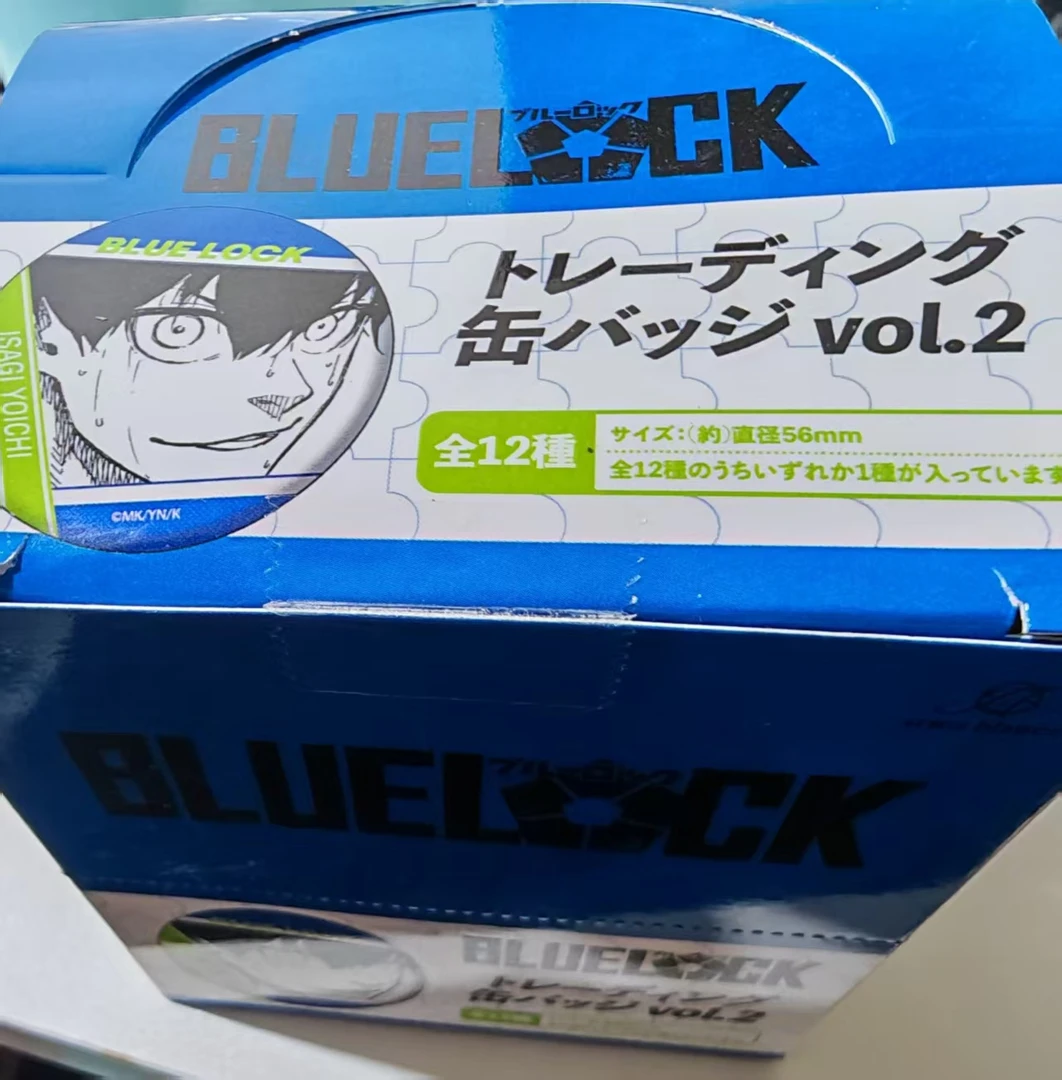 ブルーロック
BLUELOCK
BLUE LOCK
ISAGI YOICHI
©MK/YN/K
トレーディング
缶バッジ vol.2
全12種
サイズ:(約)直径56mm
全12種のうちいずれか1種が入っています
ブルーロック
BLUELOCK
BLUELOCK
トレーディング
缶バッジ vol.2